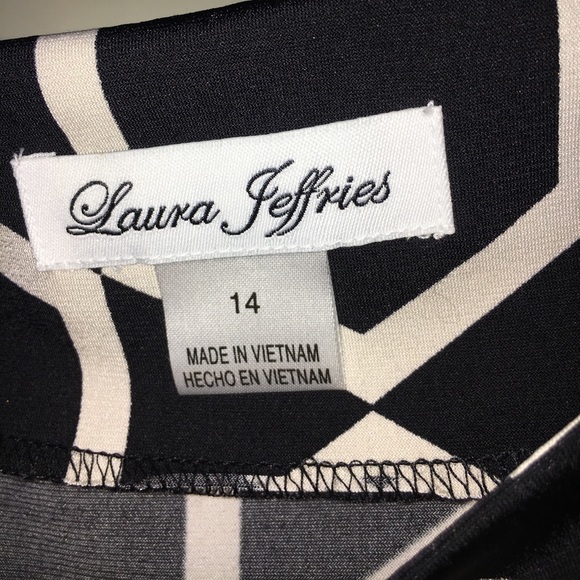 Laura Jeffries
14
MADE IN VIETNAM
HECHO EN VIETNAM